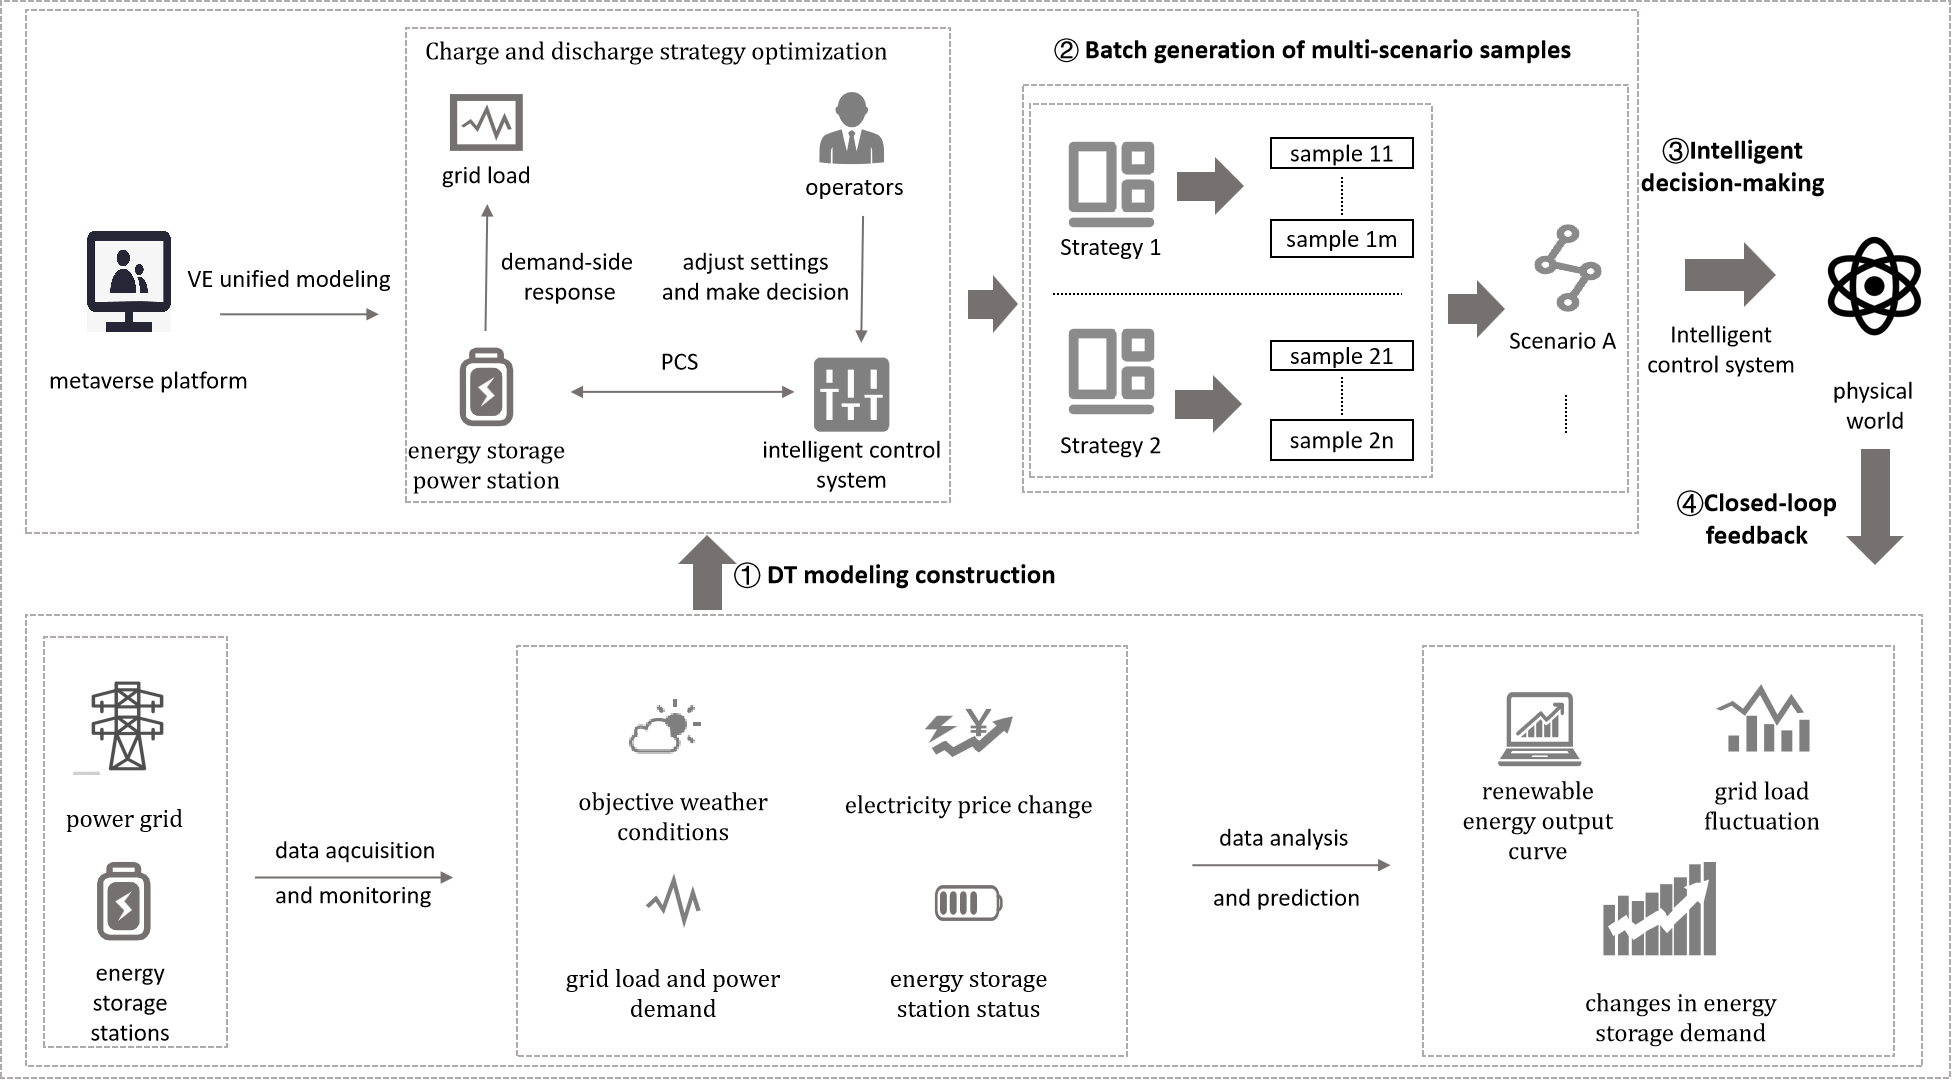 Charge and discharge strategy optimization
grid load
operators
metaverse platform
VE unified modeling
demand-side
response
adjust settings
and make decision
PCS
energy storage
power station
intelligent control
system
② Batch generation of multi-scenario samples
Strategy 1
sample 11
sample 1m
Strategy 2
sample 21
sample 2n
Scenario A
③Intelligent
decision-making
Intelligent
control system
physical
world
④Closed-loop
feedback
① DT modeling construction
power grid
energy
storage
stations
data aqcuisition
and monitoring
objective weather
conditions
electricity price change
¥
grid load and power
demand
energy storage
station status
data analysis
and prediction
renewable
energy output
curve
grid load
fluctuation
changes in energy
storage demand